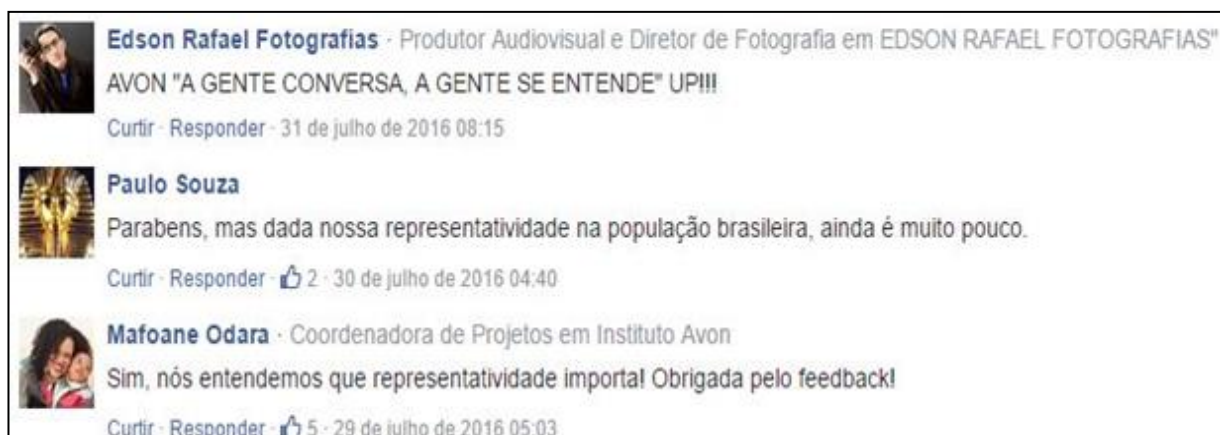 Edson Rafael Fotografias · Produtor Audiovisual e Diretor de Fotografia em EDSON RAFAEL FOTOGRAFIAS"
AVON "A GENTE CONVERSA, A GENTE SE ENTENDE" UP!!!
Curtir · Responder · 31 de julho de 2016 08:15
Paulo Souza
Parabens, mas dada nossa representatividade na população brasileira, ainda é muito pouco.
Curtir · Responder · 2 · 30 de julho de 2016 04:40
Mafoane Odara · Coordenadora de Projetos em Instituto Avon
Sim, nós entendemos que representatividade importa! Obrigada pelo feedback!
Curtir · Responder · 5 · 29 de julho de 2016 05:03